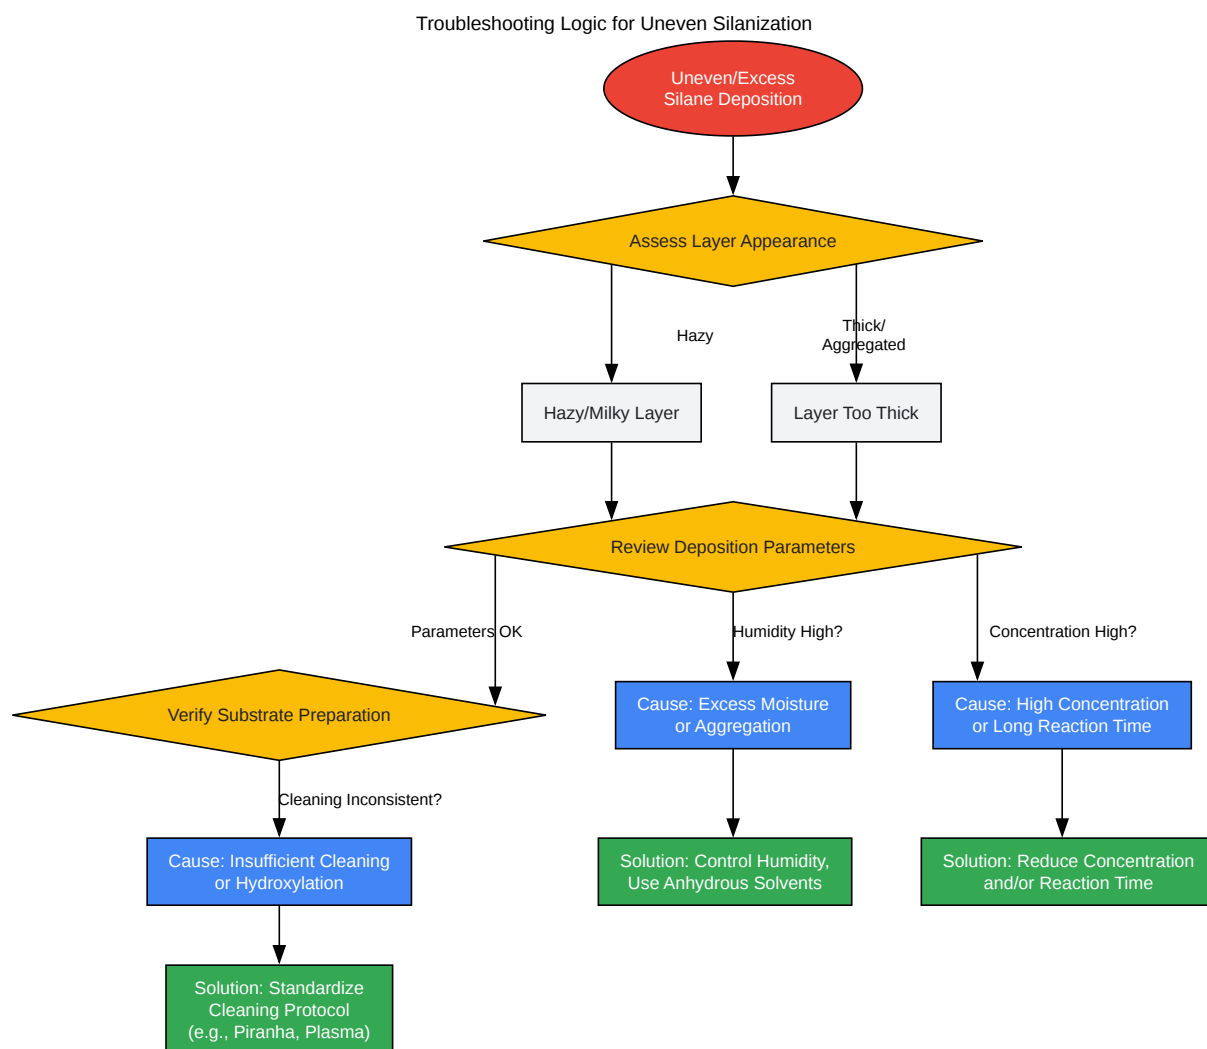 Troubleshooting Logic for Uneven Silanization
Uneven/Excess
Silane Deposition
Assess Layer Appearance
Hazy
Thick/
Aggregated
Hazy/Milky Layer
Layer Too Thick
Review Deposition Parameters
Parameters OK
Humidity High?
Concentration High?
Verify Substrate Preparation
Cause: Excess Moisture
or Aggregation
Cause: High Concentration
or Long Reaction Time
Cleaning Inconsistent?
Cause: Insufficient Cleaning
or Hydroxylation
Solution: Control Humidity,
Use Anhydrous Solvents
Solution: Reduce Concentration
and/or Reaction Time
Solution: Standardize
Cleaning Protocol
(e.g., Piranha, Plasma)